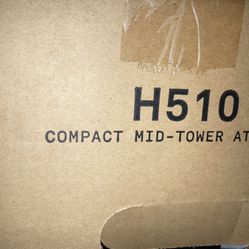 H510
COMPACT MID-TOWER AT